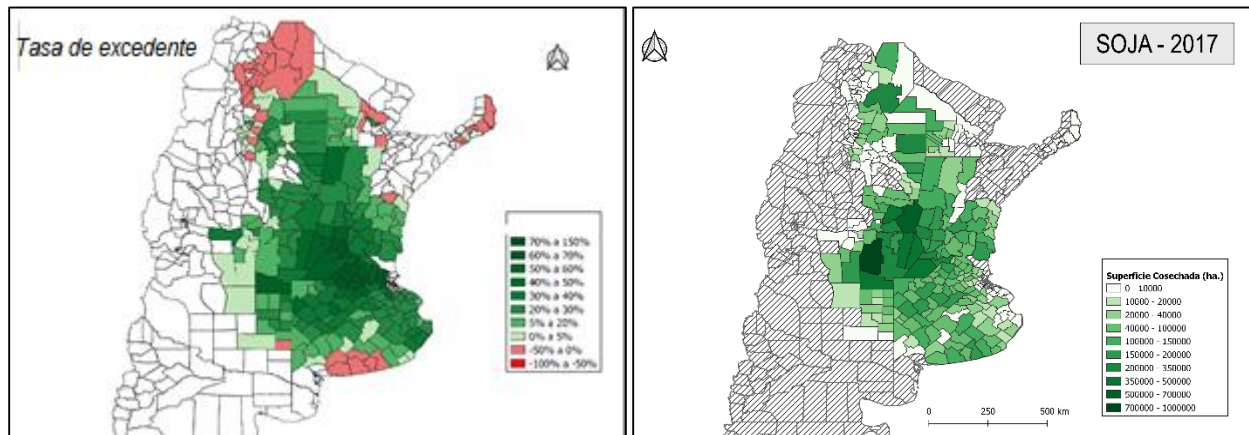 Tasa de excedente
70% a 150%
60% a 70%
50% a 60%
40% a 50%
30% a 40%
20% a 30%
5% a 20%
0% a 5%
-50% a 0%
-100% a -50%
SOJA - 2017
Superficie Cosechada (ha.)
0 - 10000
10000 - 20000
20000 - 40000
40000 - 100000
100000 - 150000
150000 - 200000
200000 - 350000
350000 - 500000
500000 - 700000
700000 - 1000000
0 250 500 km